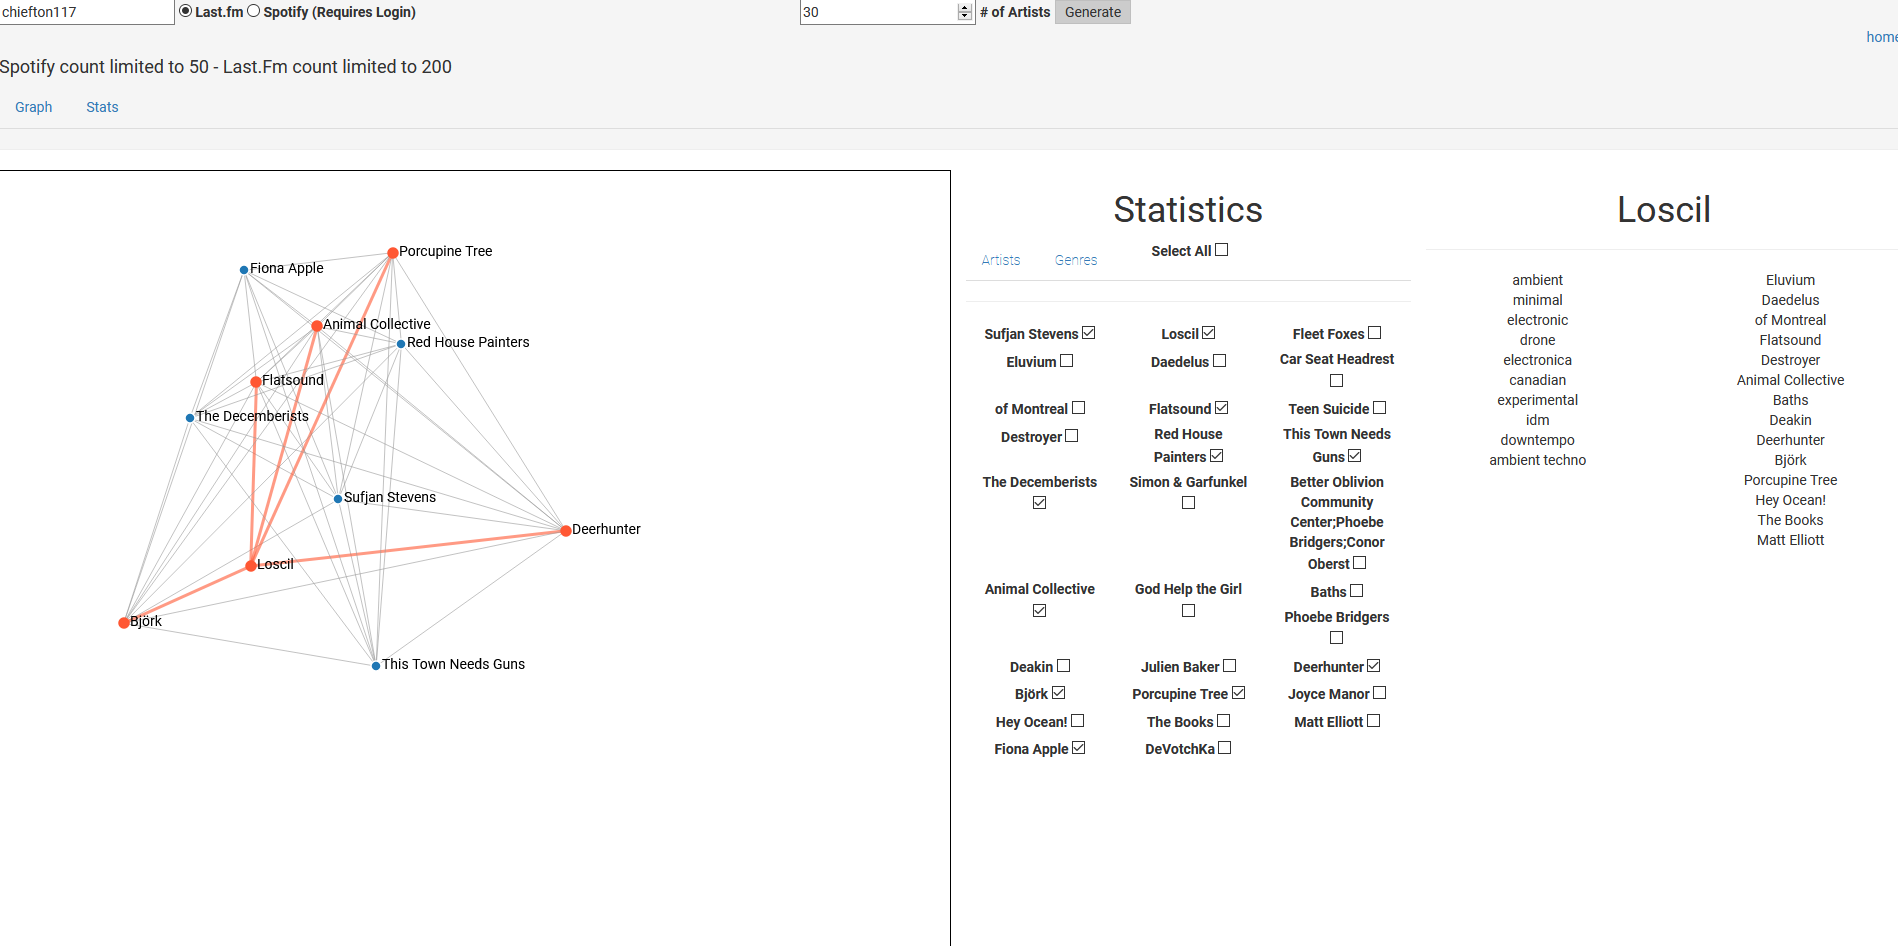 chiefton117 Last.fm Spotify (Requires Login) 30 # of Artists Generate
home
Spotify count limited to 50 - Last.Fm count limited to 200
Graph Stats
Porcupine Tree
Fiona Apple
Animal Collective
Red House Painters
Flatsound
The Decemberists
Sufjan Stevens
Deerhunter
Loscil
Björk
This Town Needs Guns
Statistics
Select All
Artists Genres
Sufjan Stevens Loscil Fleet Foxes
Eluvium Daedelus Car Seat Headrest
of Montreal Flatsound Teen Suicide
Destroyer Red House This Town Needs
Painters Guns
The Decemberists Simon & Garfunkel Better Oblivion
Community
Center;Phoebe
Bridgers;Conor
Oberst
Animal Collective God Help the Girl Baths
Phoebe Bridgers
Deakin Julien Baker Deerhunter
Björk Porcupine Tree Joyce Manor
Hey Ocean! The Books Matt Elliott
Fiona Apple DeVotchKa
Loscil
ambient Eluvium
minimal Daedelus
electronic of Montreal
drone Flatsound
electronica Destroyer
canadian Animal Collective
experimental Baths
idm Deakin
downtempo Deerhunter
ambient techno Björk
Porcupine Tree
Hey Ocean!
The Books
Matt Elliott